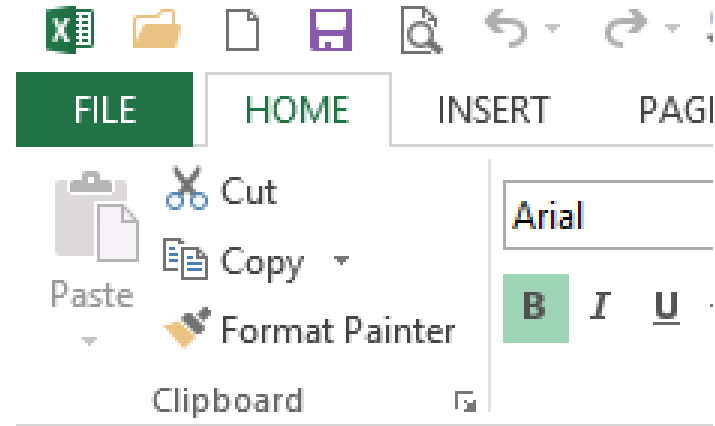 FILE HOME INSERT
Cut
Arial
Copy
Paste
B I U
Format Painter
Clipboard